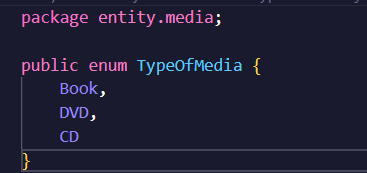 package entity.media;
public enum TypeOfMedia {
    Book,
    DVD,
    CD
}